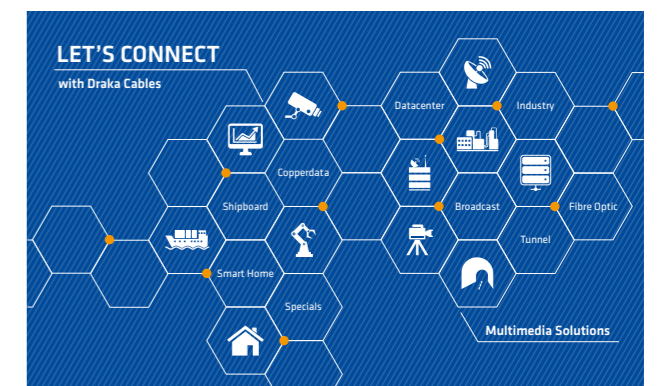 LET'S CONNECT
with Draka Cables
Datacenter
Industry
Copperdata
Shipboard
Broadcast
Fibre Optic
Tunnel
Smart Home
Specials
Multimedia Solutions